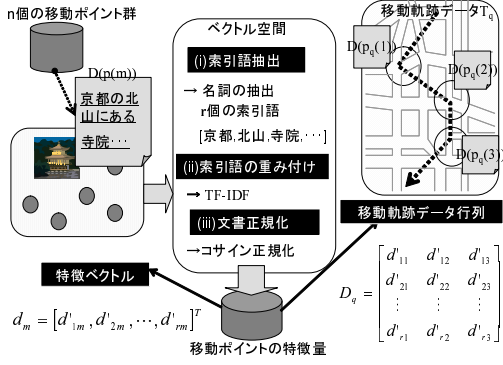 n個の移動ポイント群
D(p(m))
京都の北
山にある
寺院‥
ベクトル空間
(i)索引語抽出
→ 名詞の抽出
r個の索引語
[京都,北山,寺院,‥]
(ii)索引語の重み付け
→ TF-IDF
(iii)文書正規化
→コサイン正規化
移動軌跡データT_q
D(p_q(1))
D(p_q(2))
D(p_q(3))
移動軌跡データ行列
特徴ベクトル
d_m = [d'_{1m}, d'_{2m}, ⋯, d'_{rm}]^T
移動ポイントの特徴量
D_q =
d'_{11} d'_{12} d'_{13}
d'_{21} d'_{22} d'_{23}
⋮ ⋮ ⋮
d'_{r1} d'_{r2} d'_{r3}